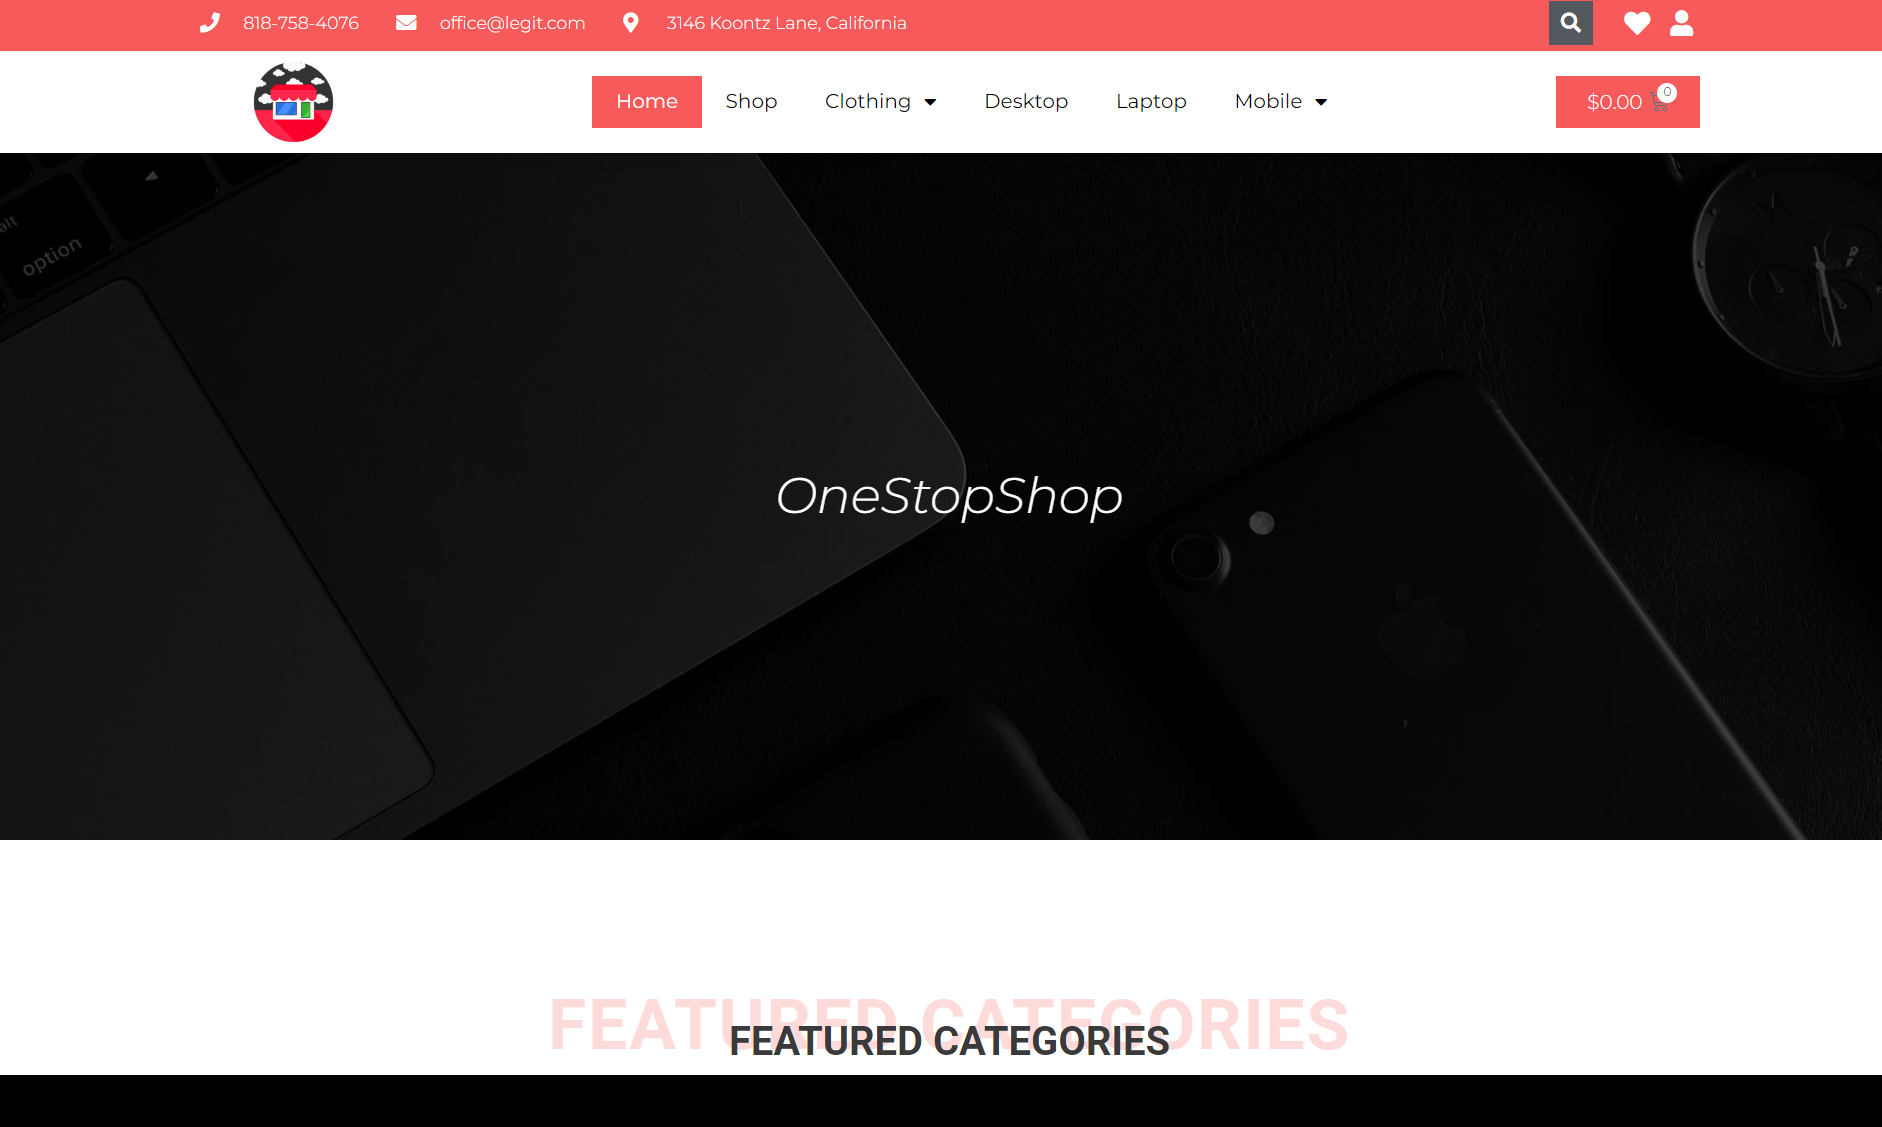 818-758-4076 office@legit.com 3146 Koontz Lane, California
Home Shop Clothing Desktop Laptop Mobile $0.00 0
alt
option
OneStopShop
FEATURED CATEGORIES
FEATURED CATEGORIES